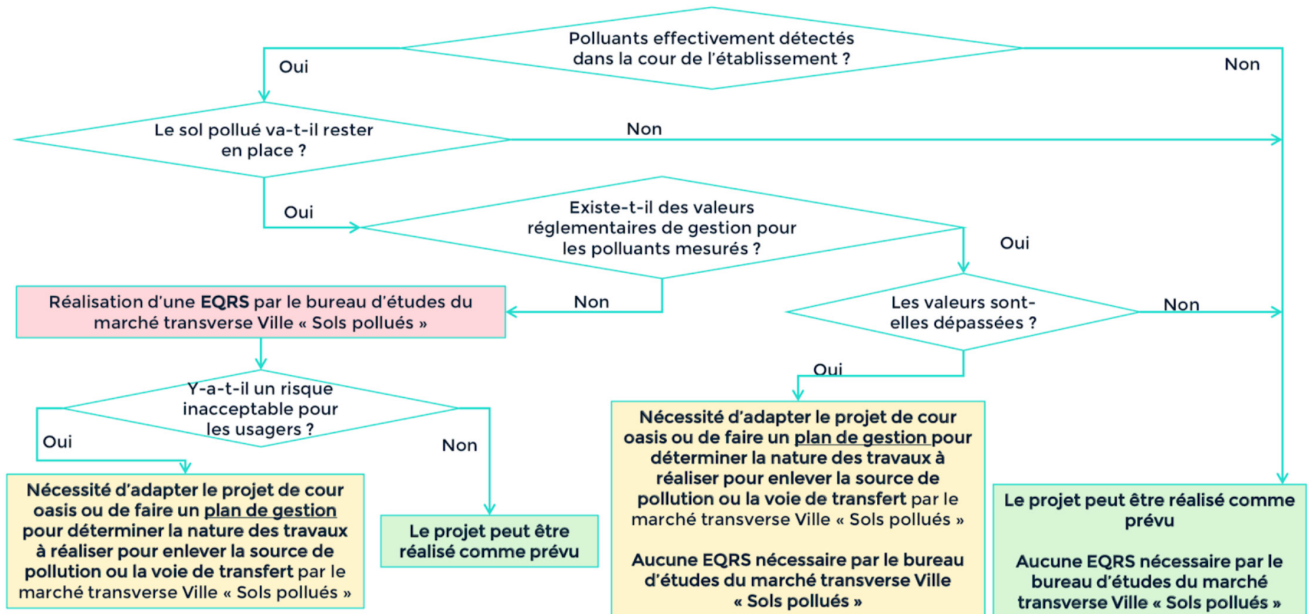 Polluants effectivement détectés
dans la cour de l'établissement ?
Oui
Non
Le sol pollué va-t-il rester
en place ?
Non
Oui
Existe-t-il des valeurs
réglementaires de gestion pour
les polluants mesurés ?
Oui
Non
Réalisation d'une EQRS par le bureau d'études du
marché transverse Ville « Sols pollués »
Les valeurs sont-
elles dépassées ?
Non
Oui
Y-a-t-il un risque
inacceptable pour
les usagers ?
Oui
Non
Nécessité d'adapter le projet de cour
oasis ou de faire un plan de gestion
pour déterminer la nature des travaux
à réaliser pour enlever la source de
pollution ou la voie de transfert par le
marché transverse Ville « Sols pollués »
Le projet peut être
réalisé comme prévu
Nécessité d'adapter le projet de cour
oasis ou de faire un plan de gestion pour
déterminer la nature des travaux à
réaliser pour enlever la source de
pollution ou la voie de transfert par le
marché transverse Ville « Sols pollués »
Aucune EQRS nécessaire par le bureau
d'études du marché transverse Ville
« Sols pollués »
Le projet peut être réalisé comme
prévu
Aucune EQRS nécessaire par le
bureau d'études du marché
transverse Ville « Sols pollués »